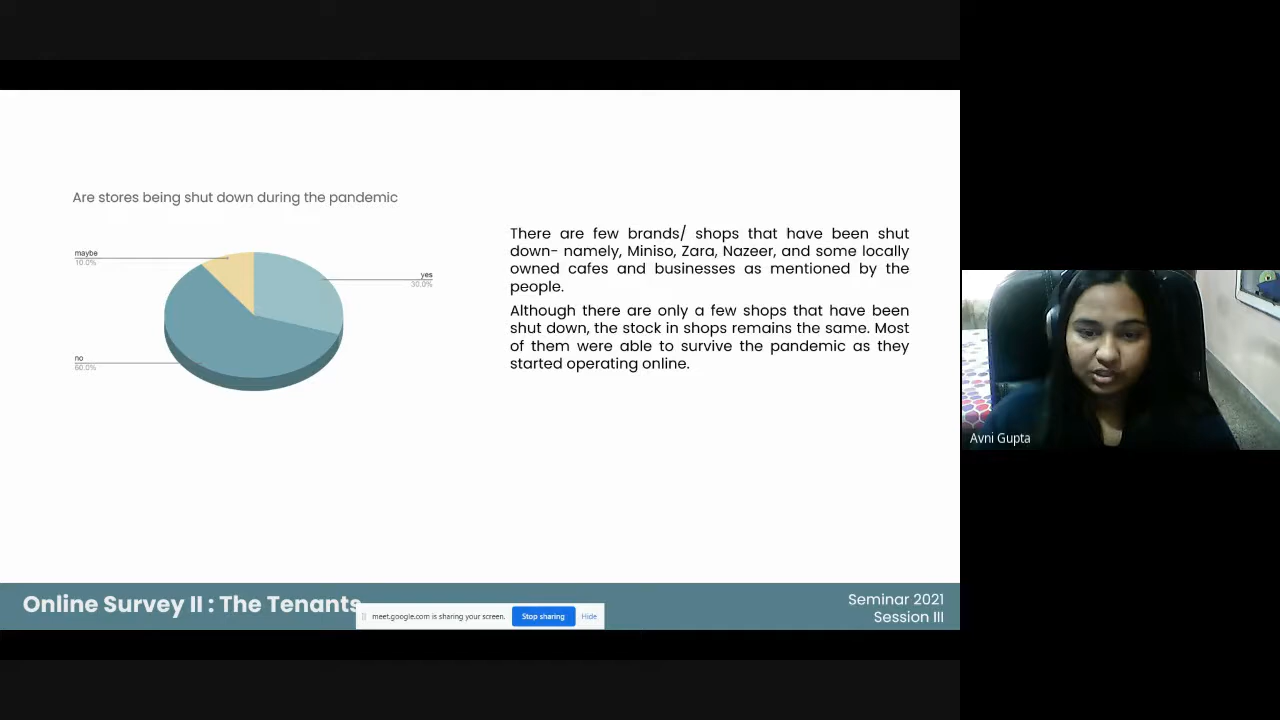 Are stores being shut down during the pandemic
maybe
10.0%
yes
30.0%
no
60.0%
There are few brands/ shops that have been shut
down- namely, Miniso, Zara, Nazeer, and some locally
owned cafes and businesses as mentioned by the
people.
Although there are only a few shops that have been
shut down, the stock in shops remains the same. Most
of them were able to survive the pandemic as they
started operating online.
Avni Gupta
Online Survey II : The Tenants
meet.google.com is sharing your screen.
Stop sharing
Hide
Seminar 2021
Session III